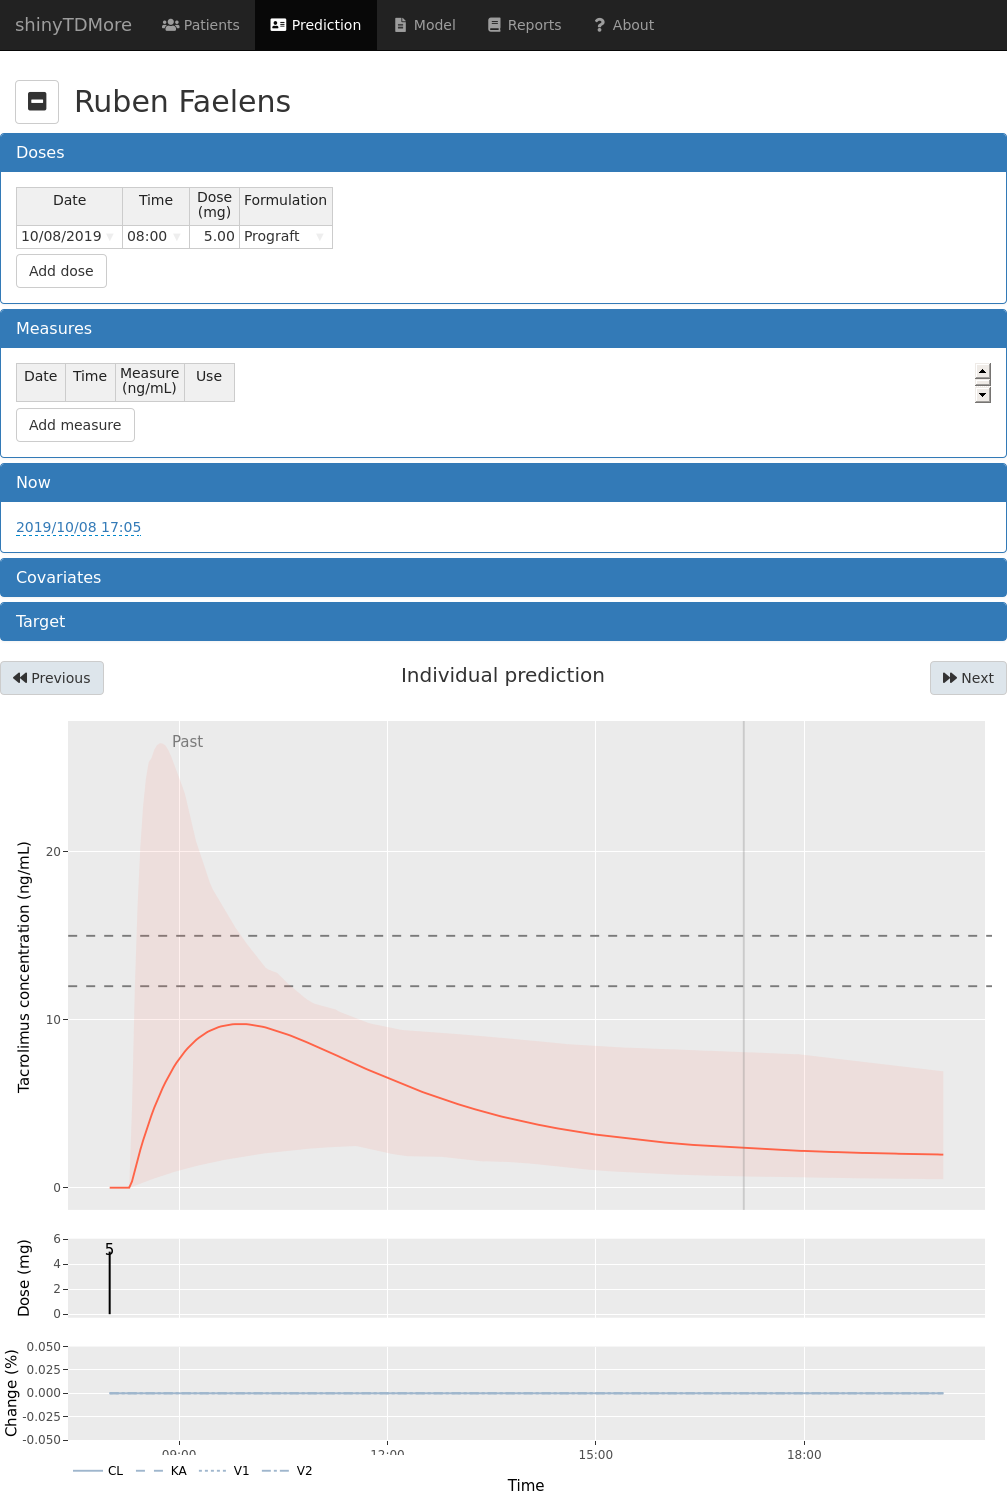 shinyTDMore Patients Prediction Model Reports About
Ruben Faelens
Doses
Date Time Dose (mg) Formulation
10/08/2019 08:00 5.00 Prograft
Add dose
Measures
Date Time Measure (ng/mL) Use
Add measure
Now
2019/10/08 17:05
Covariates
Target
Previous Individual prediction Next
Past
Tacrolimus concentration (ng/mL)
20
10
0
Dose (mg)
6
4
2
0
5
Change (%)
0.050
0.025
0.000
-0.025
-0.050
09:00 12:00 15:00 18:00
CL KA V1 V2
Time